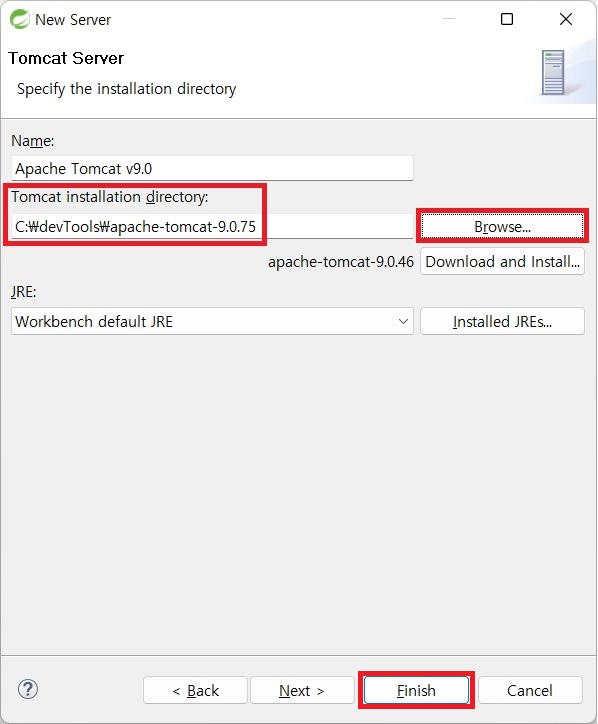 New Server
Tomcat Server
Specify the installation directory
Name:
Apache Tomcat v9.0
Tomcat installation directory:
C:₩devTools₩apache-tomcat-9.0.75
Browse...
apache-tomcat-9.0.46
Download and Install...
JRE:
Workbench default JRE
Installed JREs...
?
< Back
Next >
Finish
Cancel